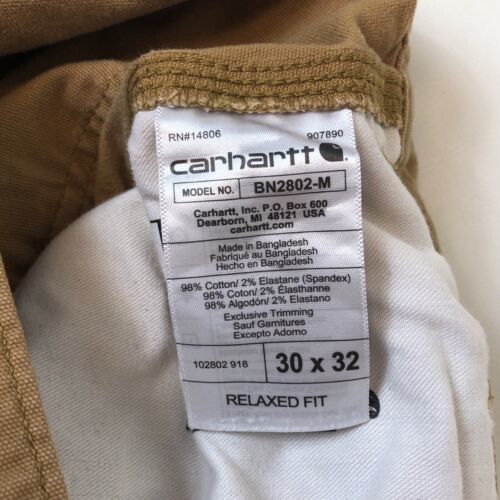 RN#14806 907890
carhartt
MODEL NO. BN2802-M
Carhartt, Inc. P.O. Box 600
Dearborn, MI 48121 USA
carhartt.com
Made in Bangladesh
Fabriqué au Bangladesh
Hecho en Bangladesh
98% Cotton/ 2% Elastane (Spandex)
98% Coton/ 2% Élasthanne
98% Algodón/ 2% Elastano
Exclusive Trimming
Sauf Garnitures
Excepto Adorno
102802 918 30 x 32
RELAXED FIT